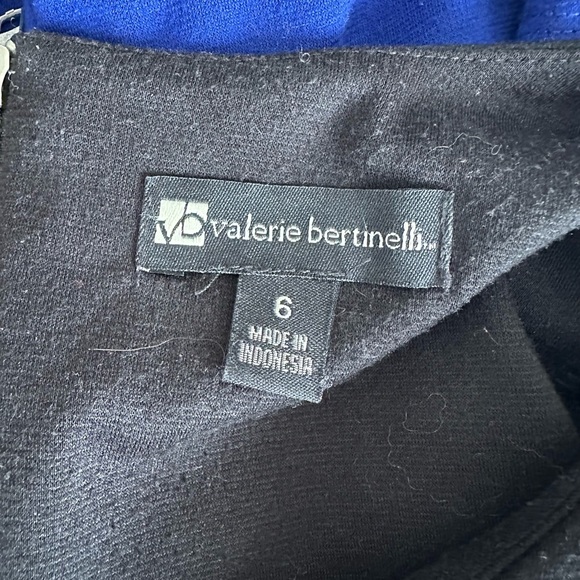 vb valerie bertinelli
6
MADE IN
INDONESIA